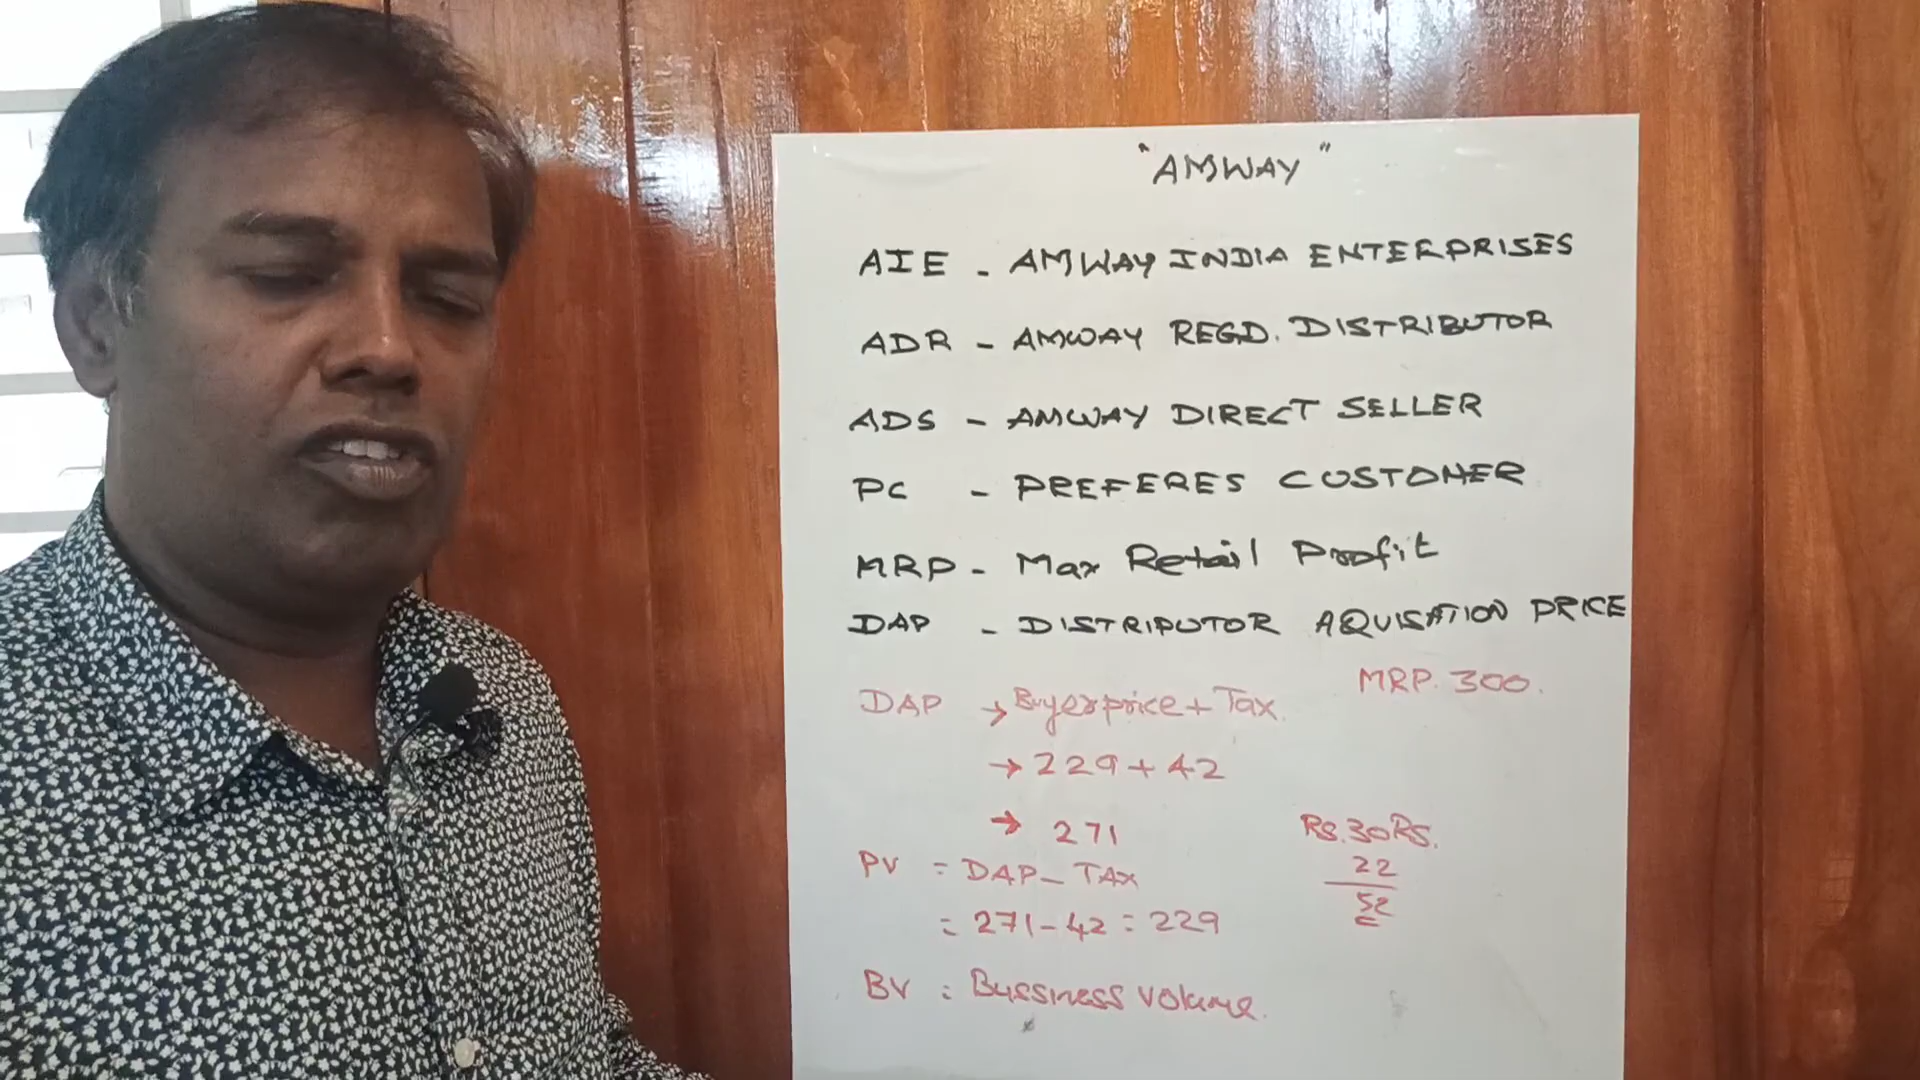 "AMWAY"
AIE - AMWAY INDIA ENTERPRISES
ADR - AMWAY REGD. DISTRIBUTOR
ADS - AMWAY DIRECT SELLER
PC - PREFERES CUSTOMER
MRP - Max Retail Profit
DAP - DISTRIPUTOR AQUISATION PRICE
MRP. 300.
DAP → Buyerprice + Tax.
→ 229 + 42
→ 271
Rs. 30 Rs.
22
52
PV = DAP - TAX
= 271 - 42 = 229
BV : Bussiness volume.